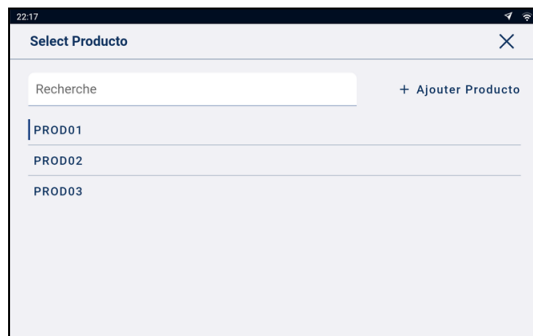 22:17
Select Producto
Recherche
+ Ajouter Producto
PROD01
PROD02
PROD03